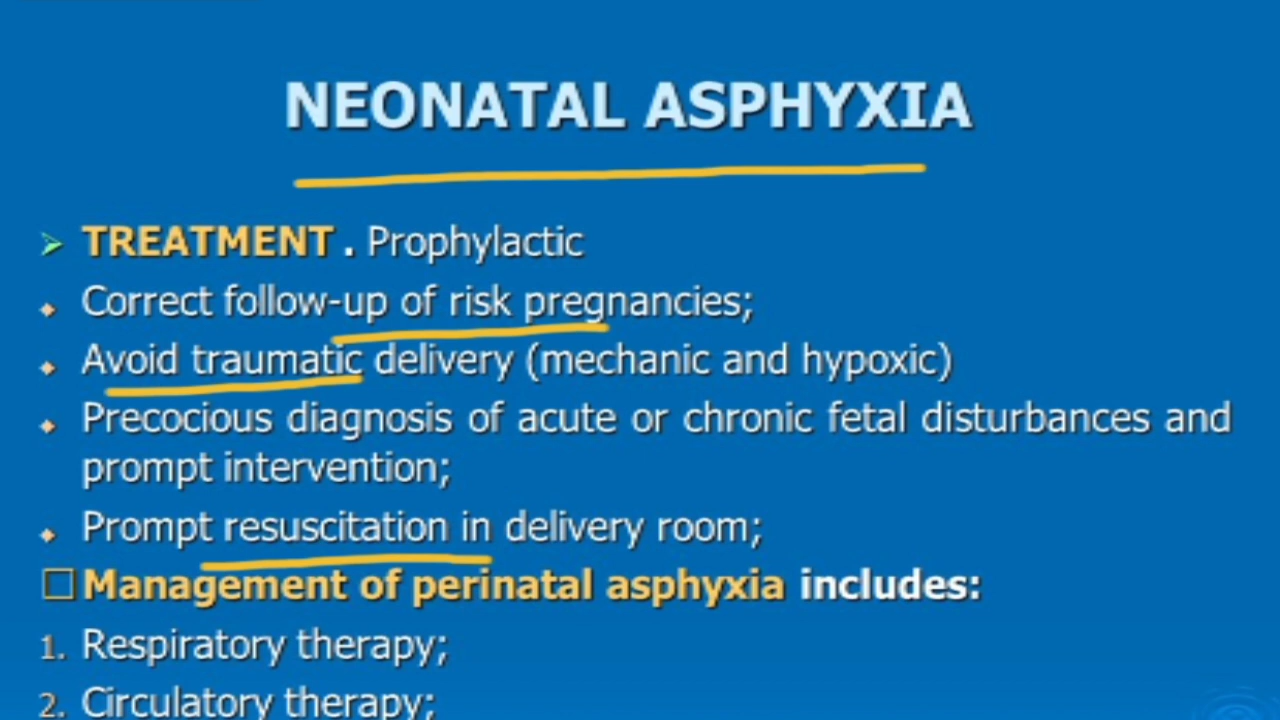 NEONATAL ASPHYXIA
➢ TREATMENT . Prophylactic
Correct follow-up of risk pregnancies;
Avoid traumatic delivery (mechanic and hypoxic)
Precocious diagnosis of acute or chronic fetal disturbances and
prompt intervention;
Prompt resuscitation in delivery room;
Management of perinatal asphyxia includes:
1. Respiratory therapy;
2. Circulatory therapy;